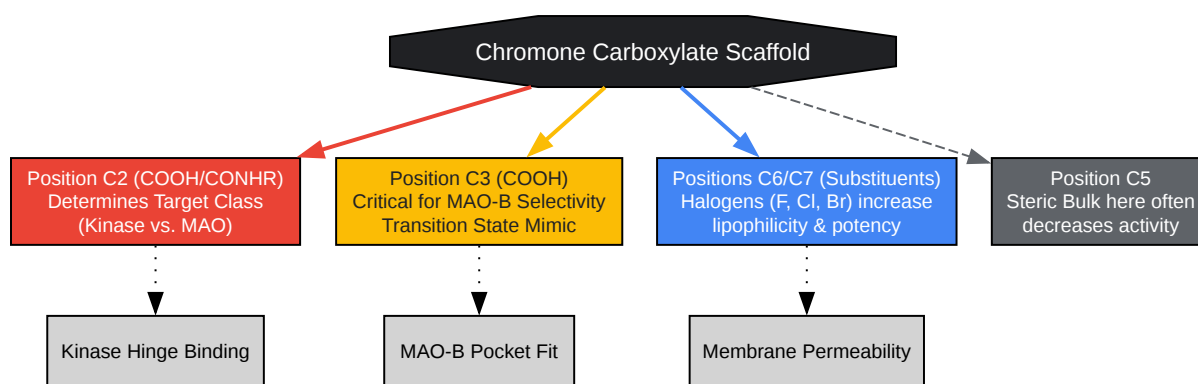 Chromone Carboxylate Scaffold
Position C2 (COOH/CONHR)
Determines Target Class
(Kinase vs. MAO)
Position C3 (COOH)
Critical for MAO-B Selectivity
Transition State Mimic
Positions C6/C7 (Substituents)
Halogens (F, Cl, Br) increase
lipophilicity & potency
Position C5
Steric Bulk here often
decreases activity
Kinase Hinge Binding
MAO-B Pocket Fit
Membrane Permeability